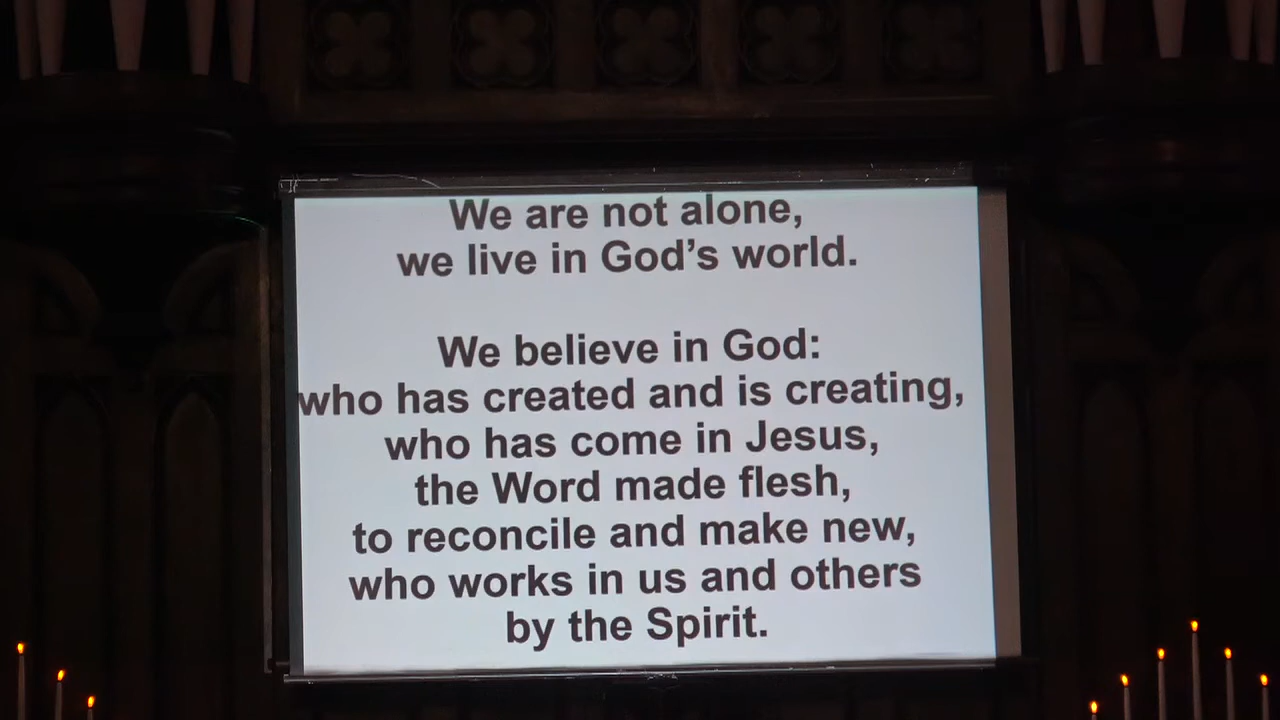 We are not alone,
we live in God's world.
We believe in God:
who has created and is creating,
who has come in Jesus,
the Word made flesh,
to reconcile and make new,
who works in us and others
by the Spirit.